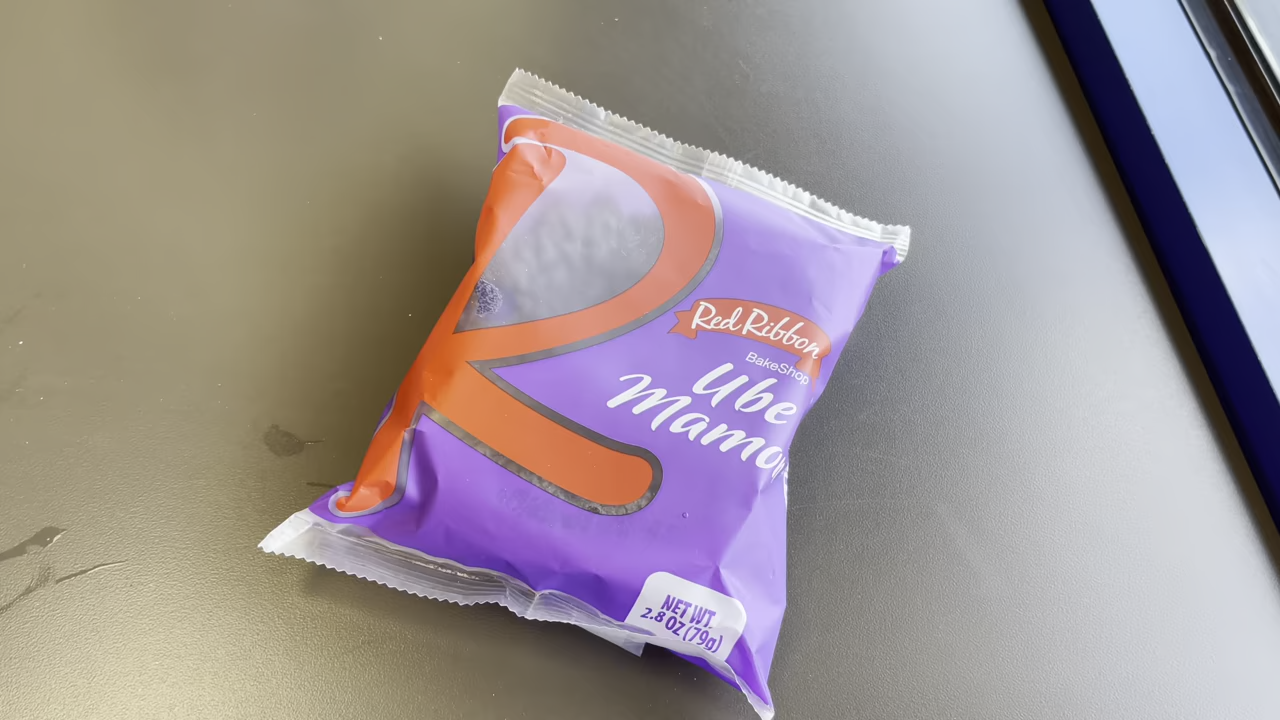 Red Ribbon
BakeShop
Ube
Mamo
NET WT.
2.8 OZ (79g)